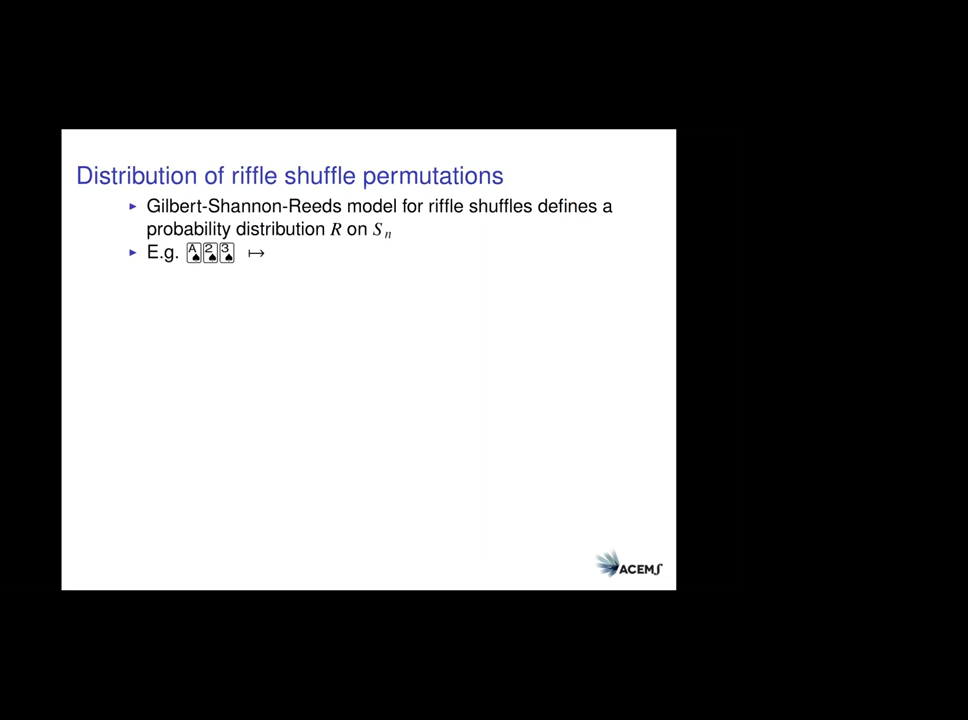 Distribution of riffle shuffle permutations
▶ Gilbert-Shannon-Reeds model for riffle shuffles defines a
probability distribution R on Sn
▶ E.g. A♠ 2♠ 3♠ ↦
ACEMS